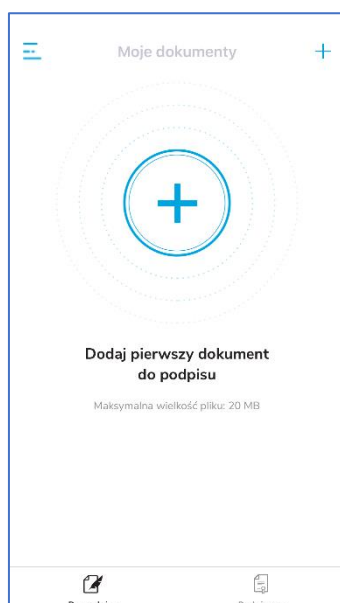 Moje dokumenty
Dodaj pierwszy dokument
do podpisu
Maksymalna wielkość pliku: 20 MB